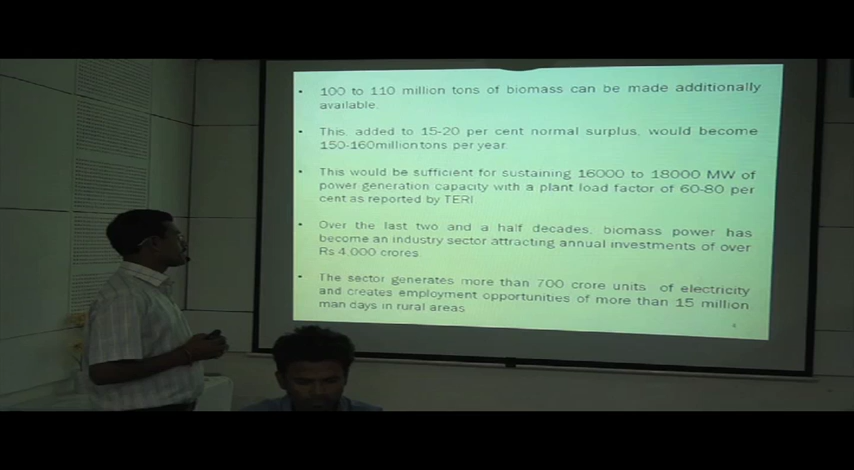 • 100 to 110 million tons of biomass can be made additionally
available.
• This, added to 15-20 per cent normal surplus, would become
150-160million tons per year.
• This would be sufficient for sustaining 16000 to 18000 MW of
power generation capacity with a plant load factor of 60-80 per
cent as reported by TERI
• Over the last two and a half decades, biomass power has
become an industry sector attracting annual investments of over
Rs 4,000 crores.
• The sector generates more than 700 crore units of electricity
and creates employment opportunities of more than 15 million
man days in rural areas